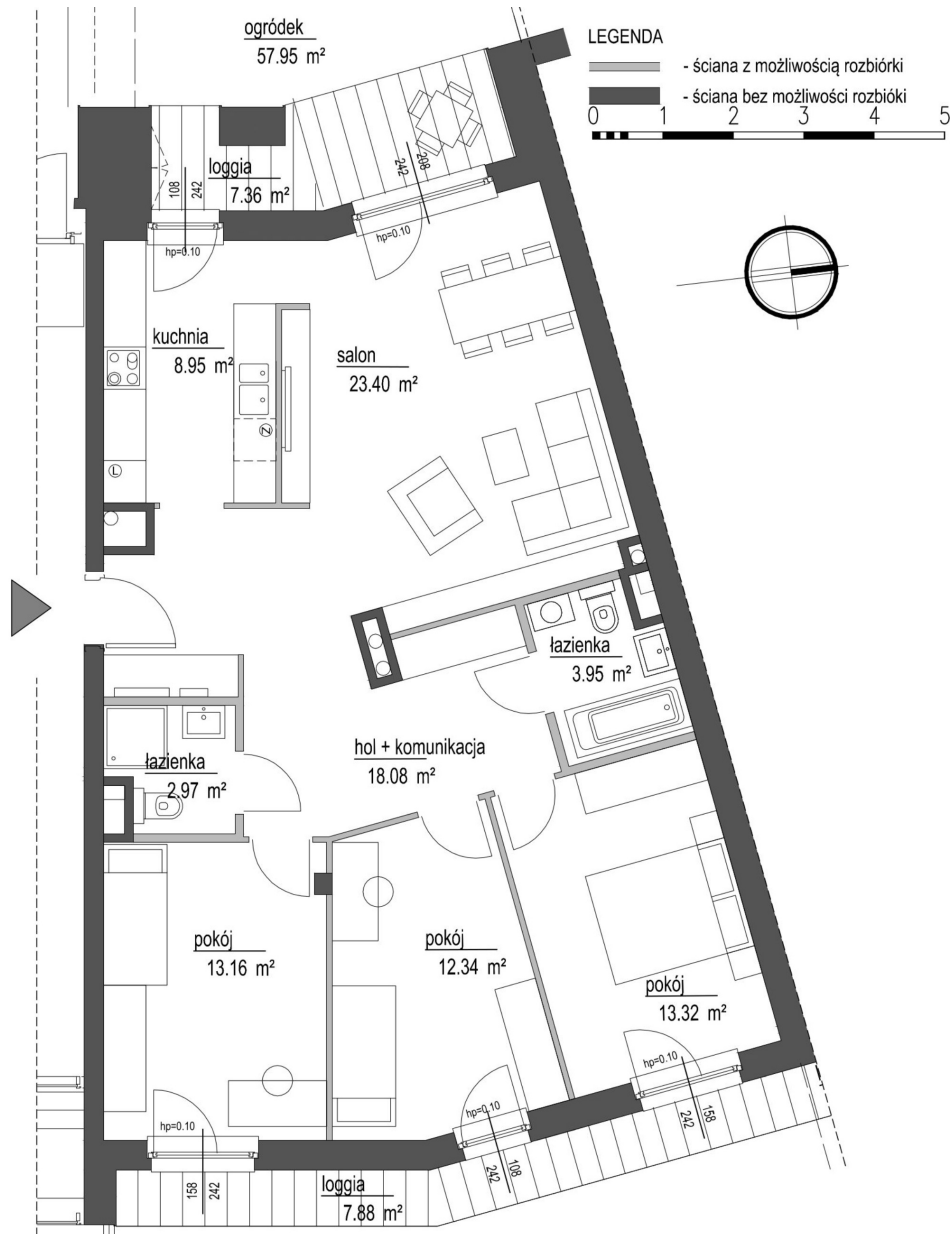 ogródek
57.95 m²
LEGENDA
- ściana z możliwością rozbiórki
- ściana bez możliwości rozbióki
0 1 2 3 4 5
loggia
7.36 m²
108
242
hp=0.10
242
208
hp=0.10
kuchnia
8.95 m²
salon
23.40 m²
Z
L
łazienka
3.95 m²
hol + komunikacja
18.08 m²
łazienka
2.97 m²
pokój
13.16 m²
pokój
12.34 m²
pokój
13.32 m²
hp=0.10
158
242
hp=0.10
242
108
hp=0.10
242
158
loggia
7.88 m²